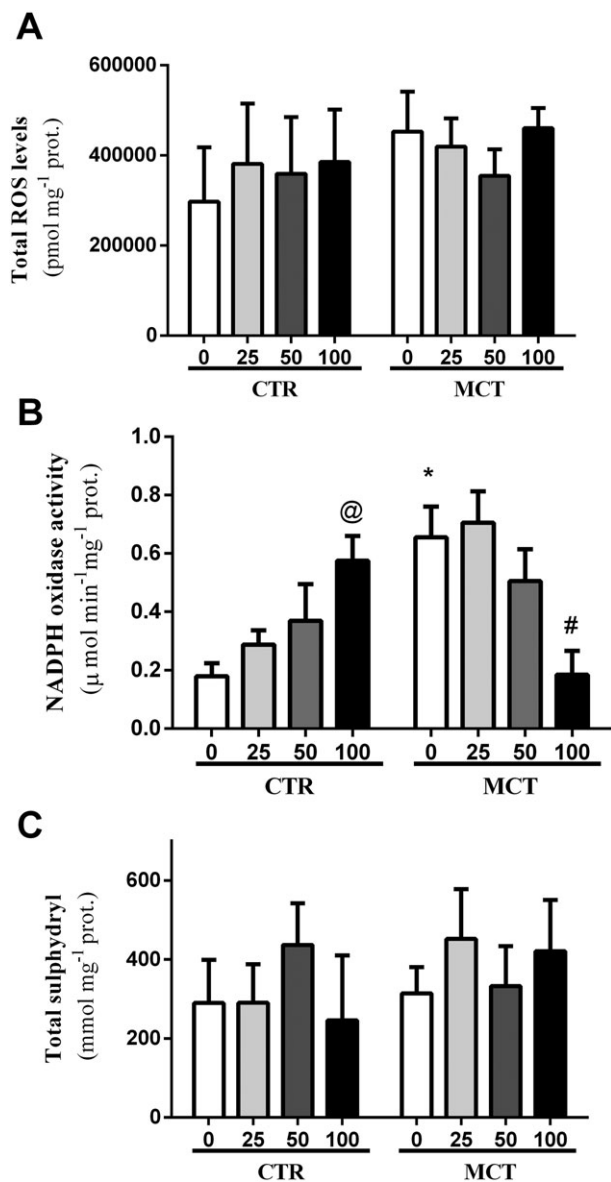 A
Total ROS levels
(pmol mg-1 prot.)
600000
400000
200000
0
0 25 50 100 0 25 50 100
CTR MCT
B
NADPH oxidase activity
(μ mol min-1mg-1 prot.)
1.0
0.8
0.6
0.4
0.2
0.0
@
*
#
0 25 50 100 0 25 50 100
CTR MCT
C
Total sulphydryl
(mmol mg-1 prot.)
600
400
200
0
0 25 50 100 0 25 50 100
CTR MCT